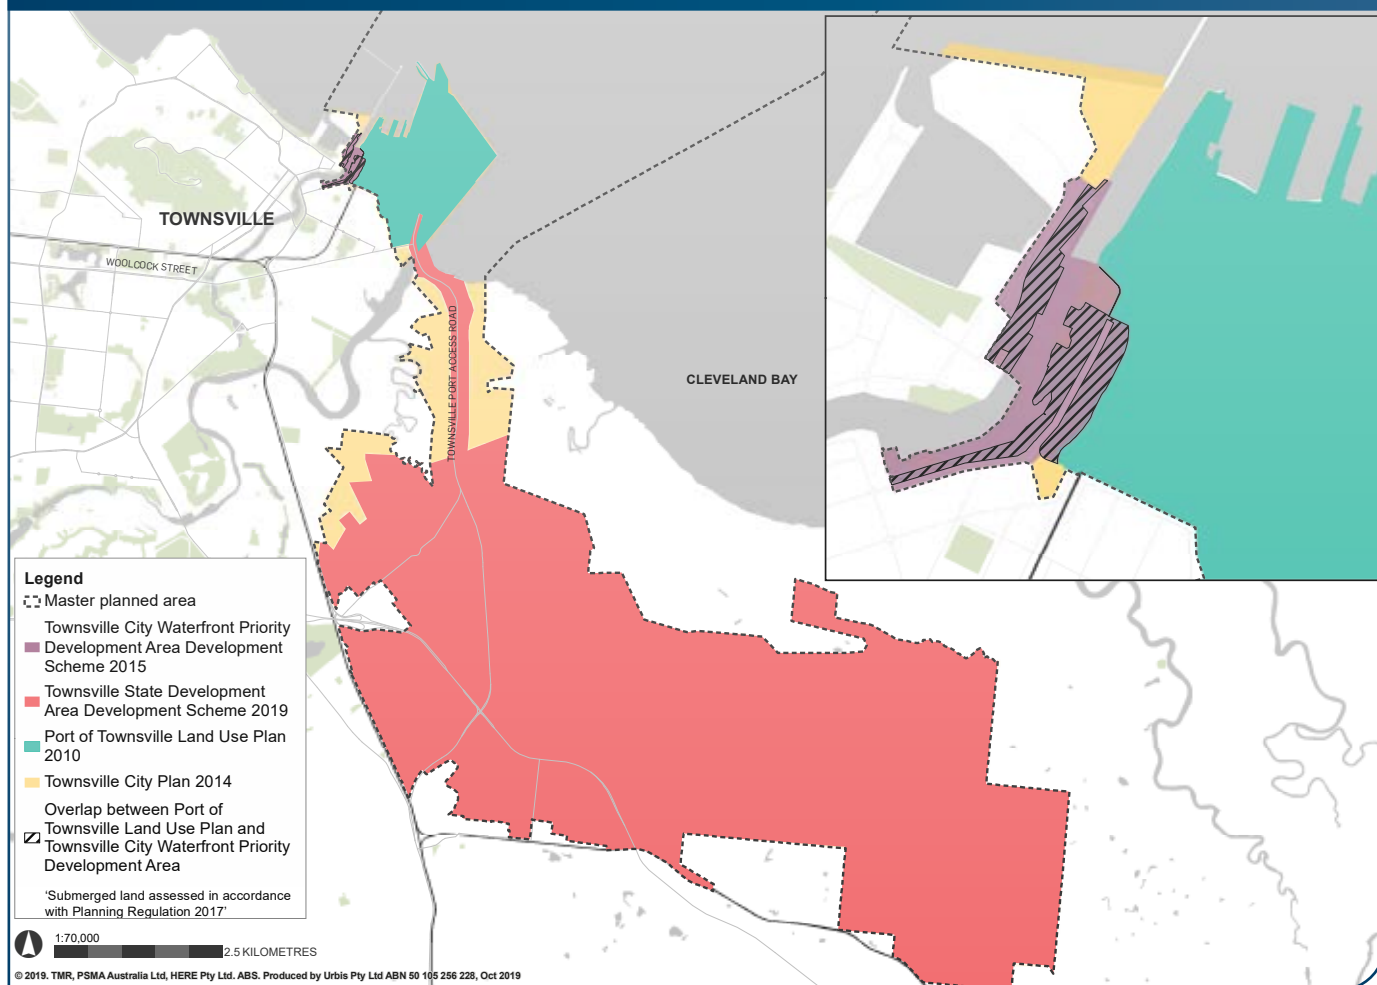 TOWNSVILLE
WOOLCOCK STREET
TOWNSVILLE PORT ACCESS ROAD
CLEVELAND BAY
Legend
Master planned area
Townsville City Waterfront Priority
Development Area Development
Scheme 2015
Townsville State Development
Area Development Scheme 2019
Port of Townsville Land Use Plan
2010
Townsville City Plan 2014
Overlap between Port of
Townsville Land Use Plan and
Townsville City Waterfront Priority
Development Area
‘Submerged land assessed in accordance
with Planning Regulation 2017’
1:70,000
2.5 KILOMETRES
© 2019. TMR, PSMA Australia Ltd, HERE Pty Ltd. ABS. Produced by Urbis Pty Ltd ABN 50 105 256 228, Oct 2019